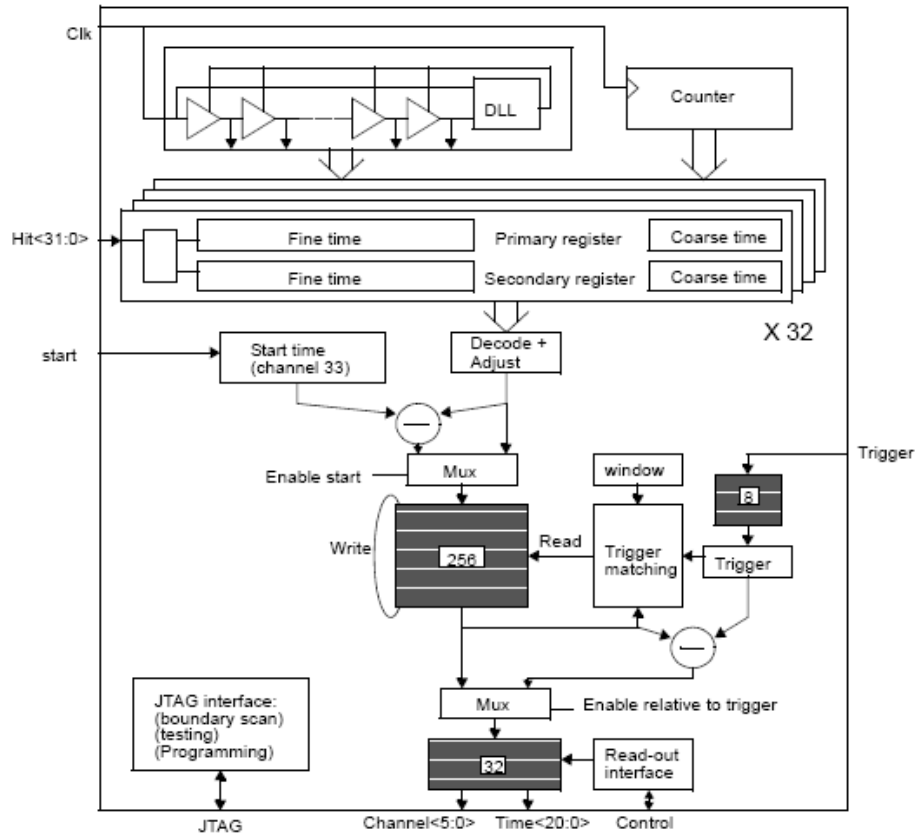 Clk
DLL
Counter
Hit<31:0>
Fine time
Primary register
Coarse time
Fine time
Secondary register
Coarse time
X 32
start
Start time
(channel 33)
Decode +
Adjust
Trigger
Enable start
Mux
window
8
Write
256
Read
Trigger
matching
Trigger
JTAG interface:
(boundary scan)
(testing)
(Programming)
Mux
Enable relative to trigger
32
Read-out
interface
JTAG
Channel<5:0>
Time<20:0>
Control